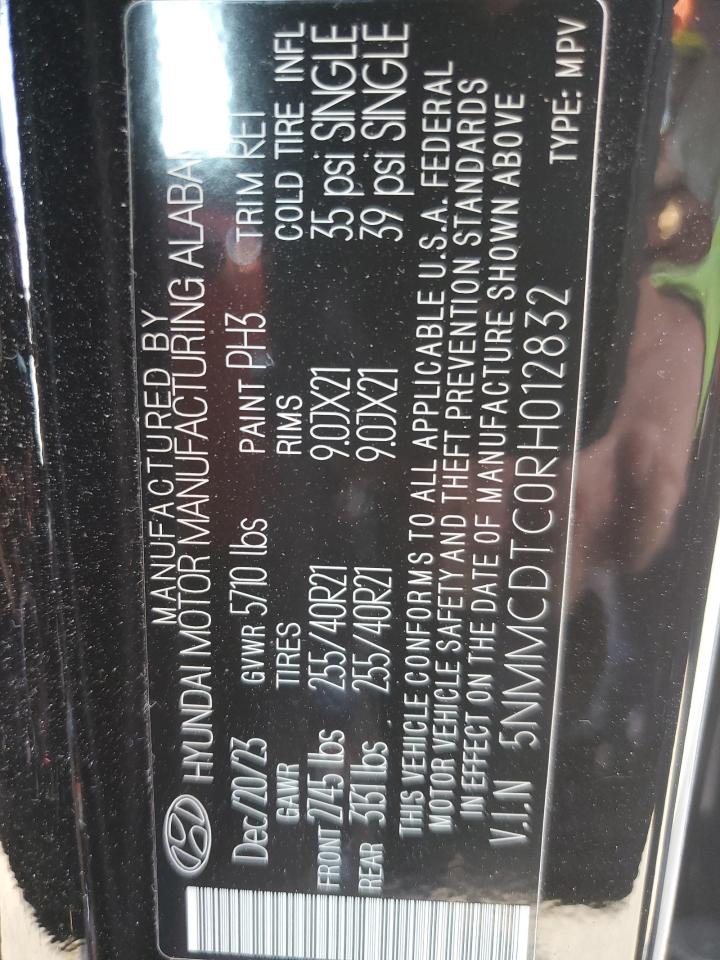 MANUFACTURED BY
HYUNDAI MOTOR MANUFACTURING
Dec/20/23 GVWR 5710 lbs PAINT PH3 TRIM RET
GAWR TIRES RIMS COLD TIRE INFL
FRONT 2745 lbs 255/40R21 9.0JX21 35 psi SINGLE
REAR 3131 lbs 255/40R21 9.0JX21 39 psi SINGLE
THIS VEHICLE CONFORMS TO ALL APPLICABLE U.S.A. FEDERAL
MOTOR VEHICLE SAFETY AND THEFT PREVENTION STANDARDS
IN EFFECT ON THE DATE OF MANUFACTURE SHOWN ABOVE
V.I.N 5NMMCDTC0RH012832 TYPE: MPV